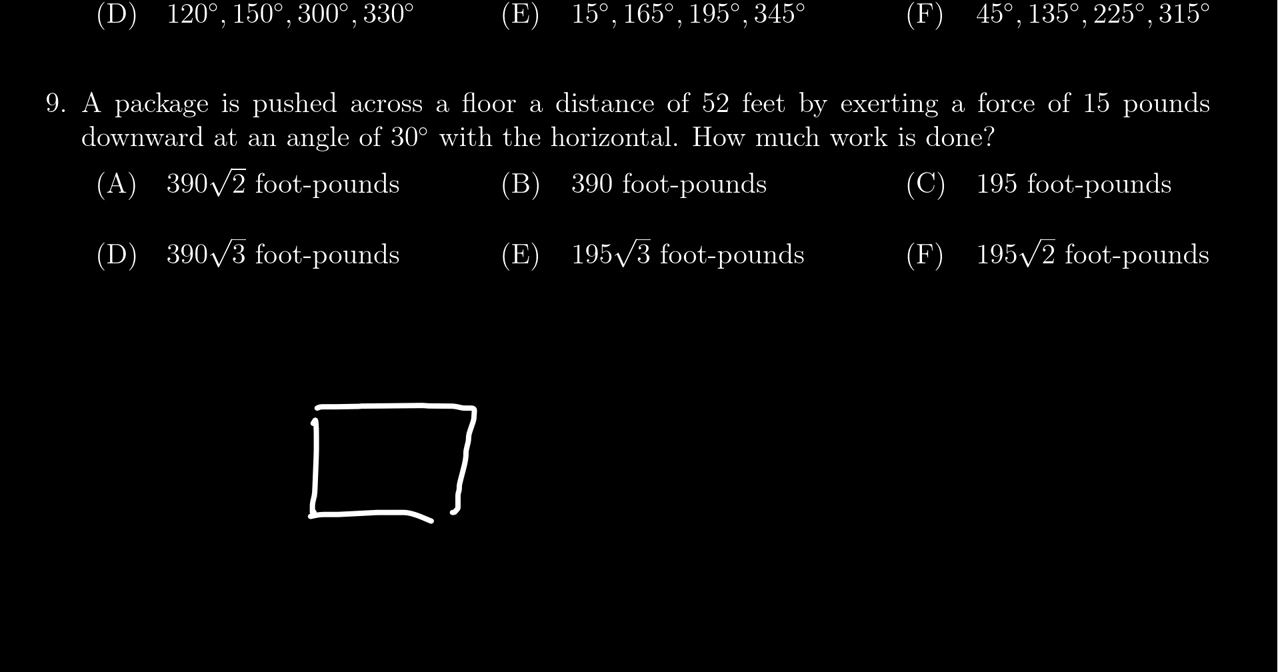 (D) 120°, 150°, 300°, 330° (E) 15°, 165°, 195°, 345° (F) 45°, 135°, 225°, 315°
9. A package is pushed across a floor a distance of 52 feet by exerting a force of 15 pounds
downward at an angle of 30° with the horizontal. How much work is done?
(A) 390√2 foot-pounds (B) 390 foot-pounds (C) 195 foot-pounds
(D) 390√3 foot-pounds (E) 195√3 foot-pounds (F) 195√2 foot-pounds